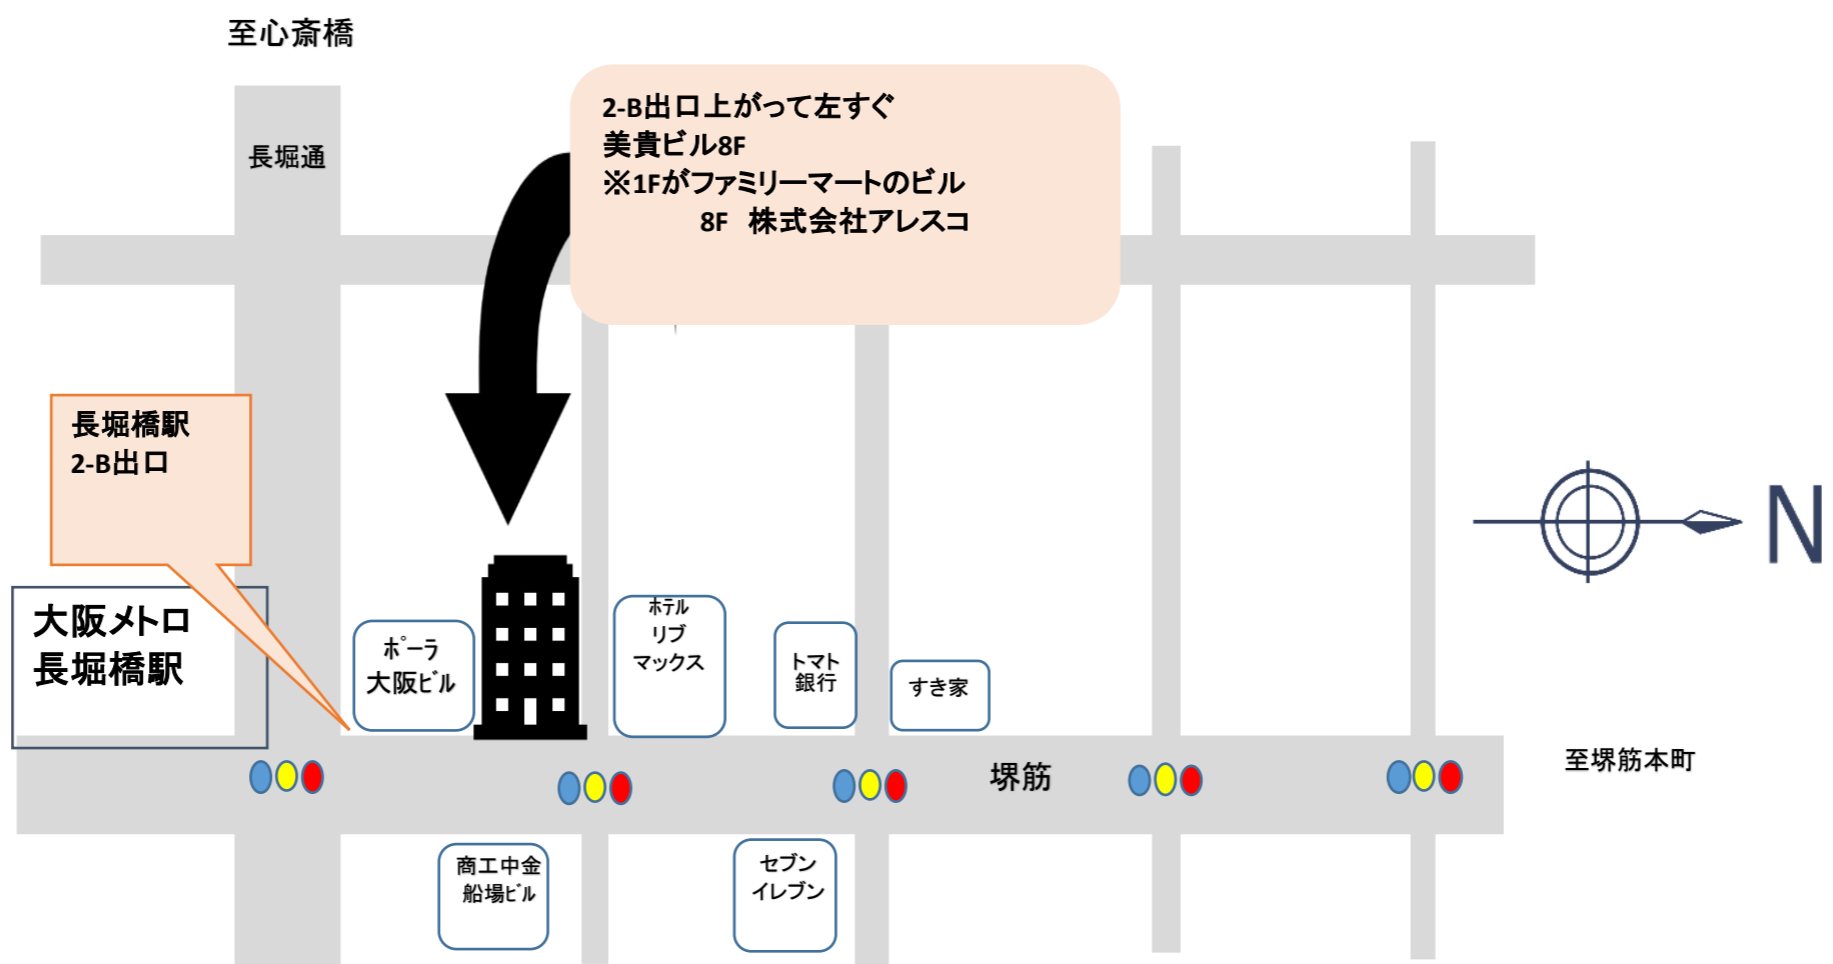 至心斎橋
長堀通
2-B出口上がって左すぐ
美貴ビル8F
※1Fがファミリーマートのビル
8F 株式会社アレスコ
長堀橋駅
2-B出口
大阪メトロ
長堀橋駅
ﾎﾟｰﾗ
大阪ﾋﾞﾙ
ﾎﾃﾙ
リブ
マックス
トマト
銀行
すき家
N
堺筋
至堺筋本町
商工中金
船場ﾋﾞﾙ
セブン
イレブン